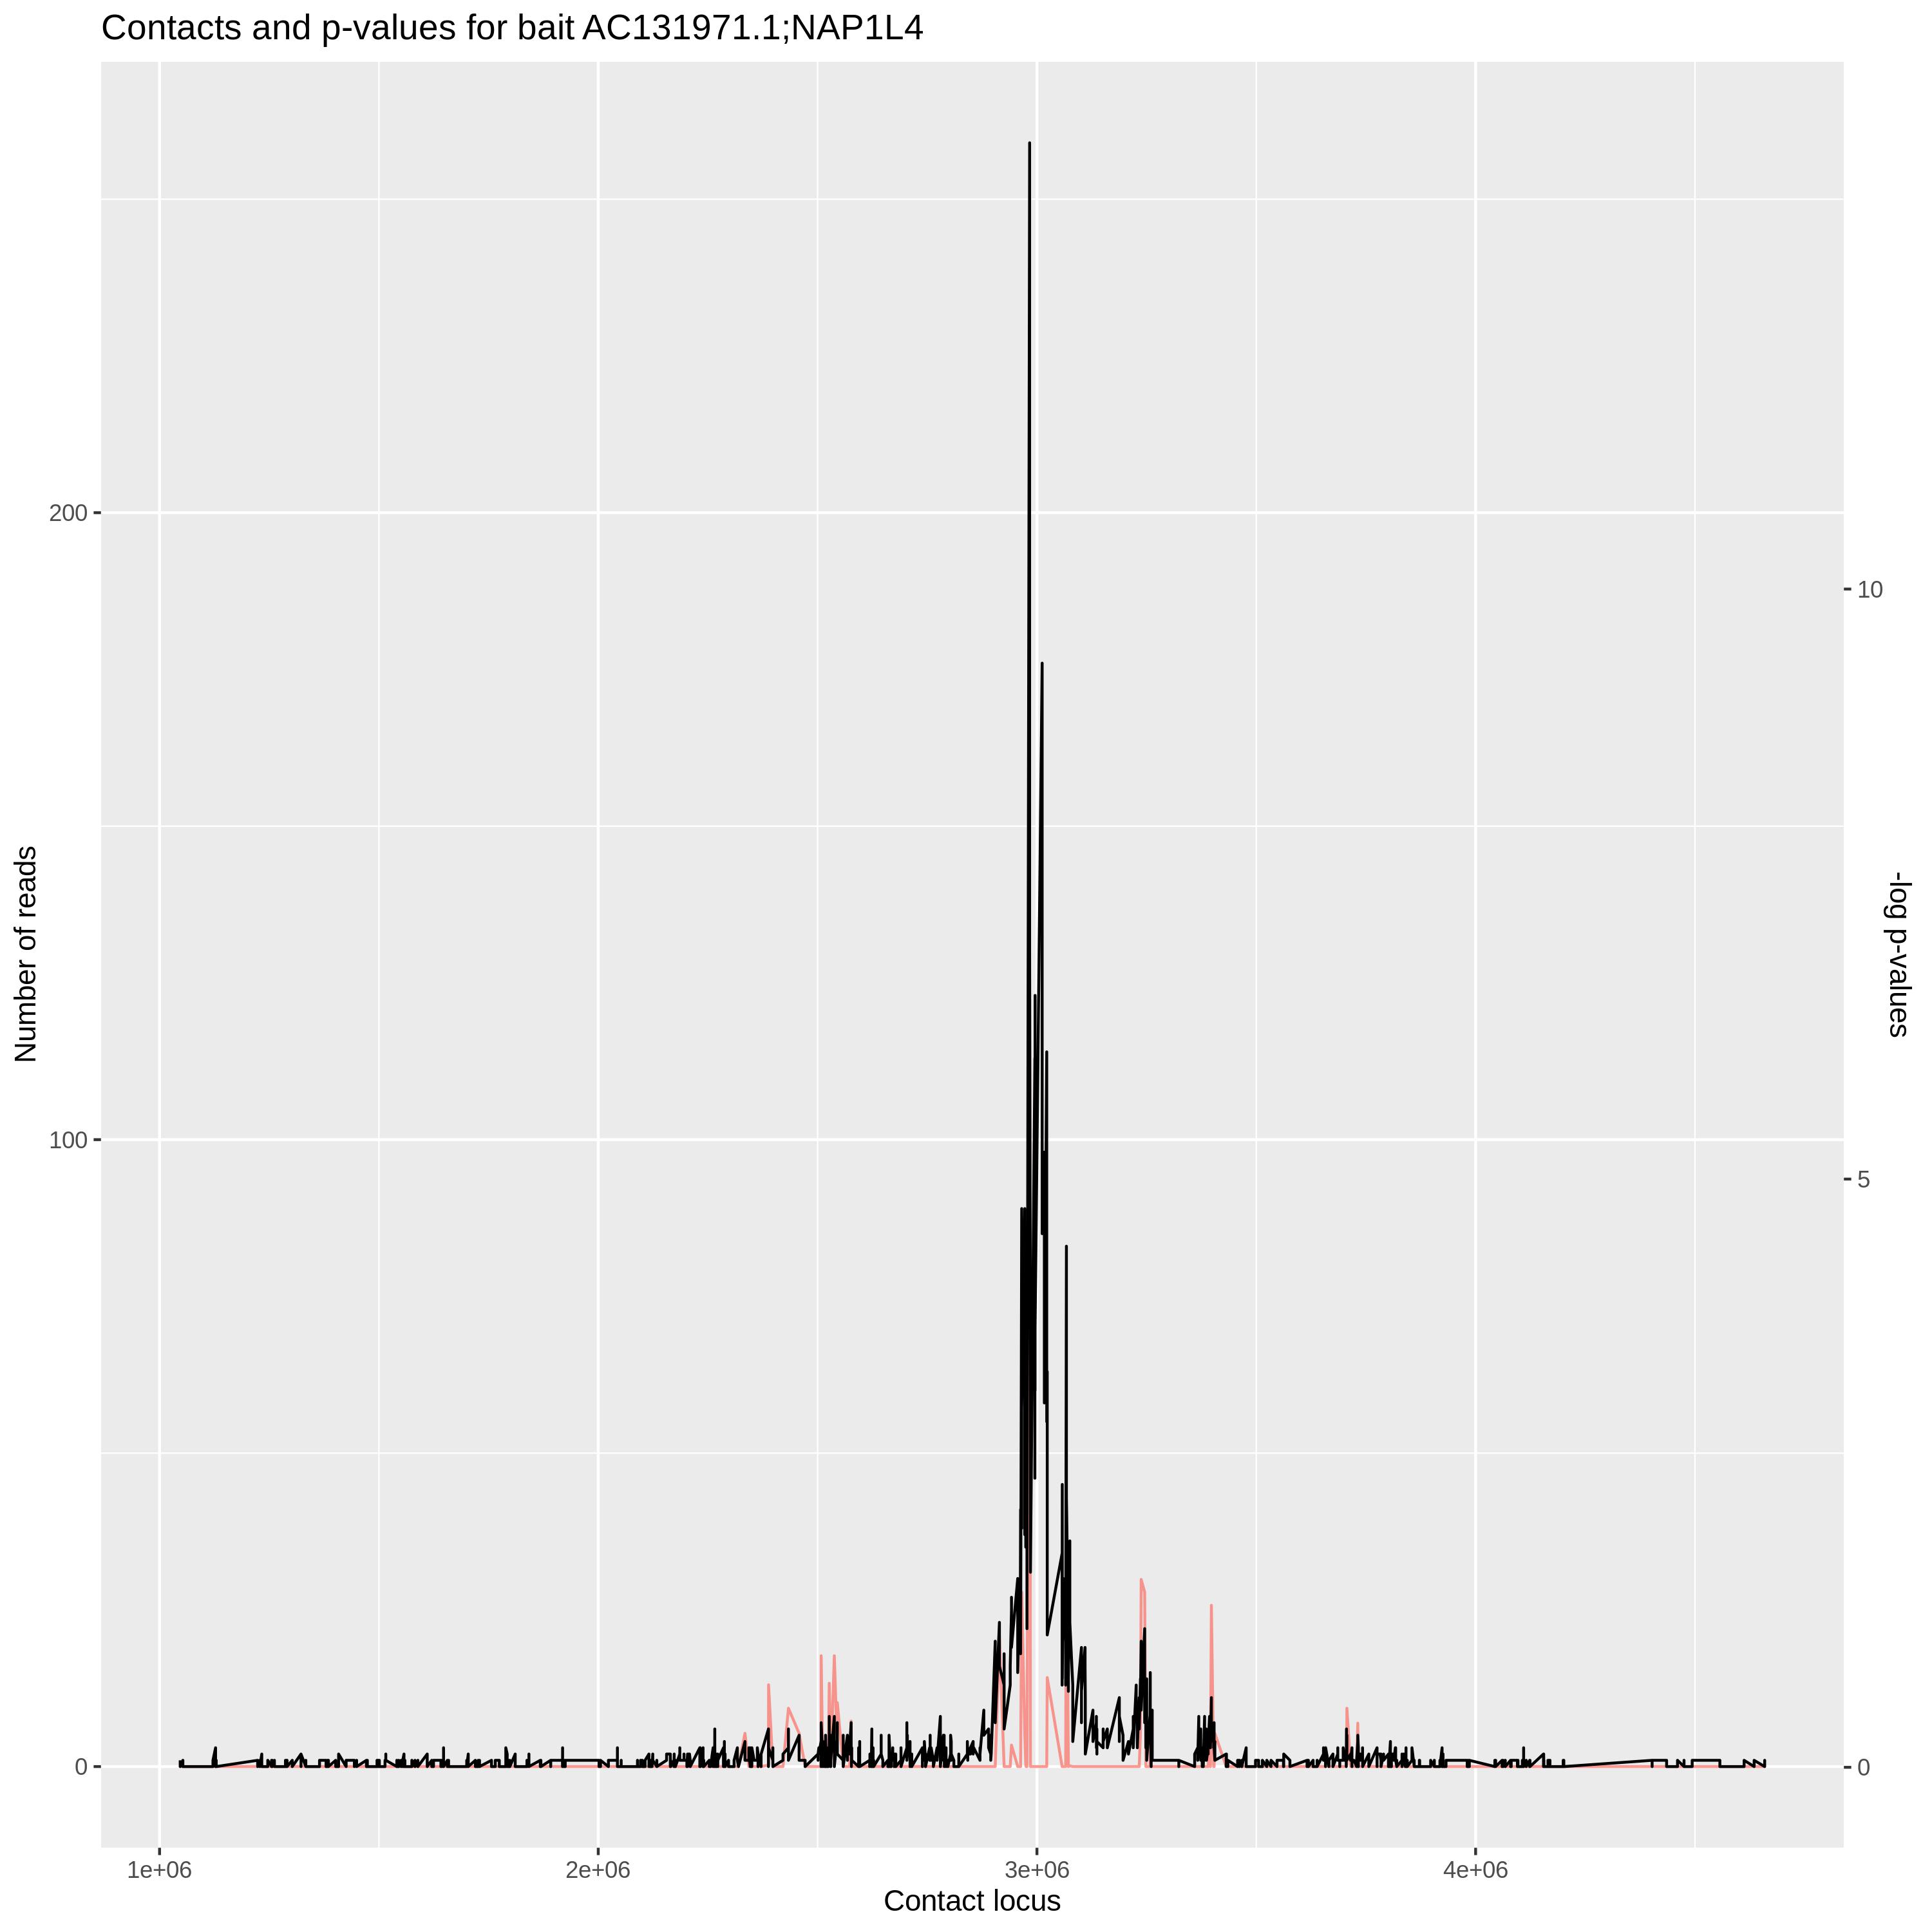 Contacts and p-values for bait AC131971.1;NAP1L4
Number of reads
200
100
0
10
5
0
-log p-values
1e+06
2e+06
3e+06
4e+06
Contact locus